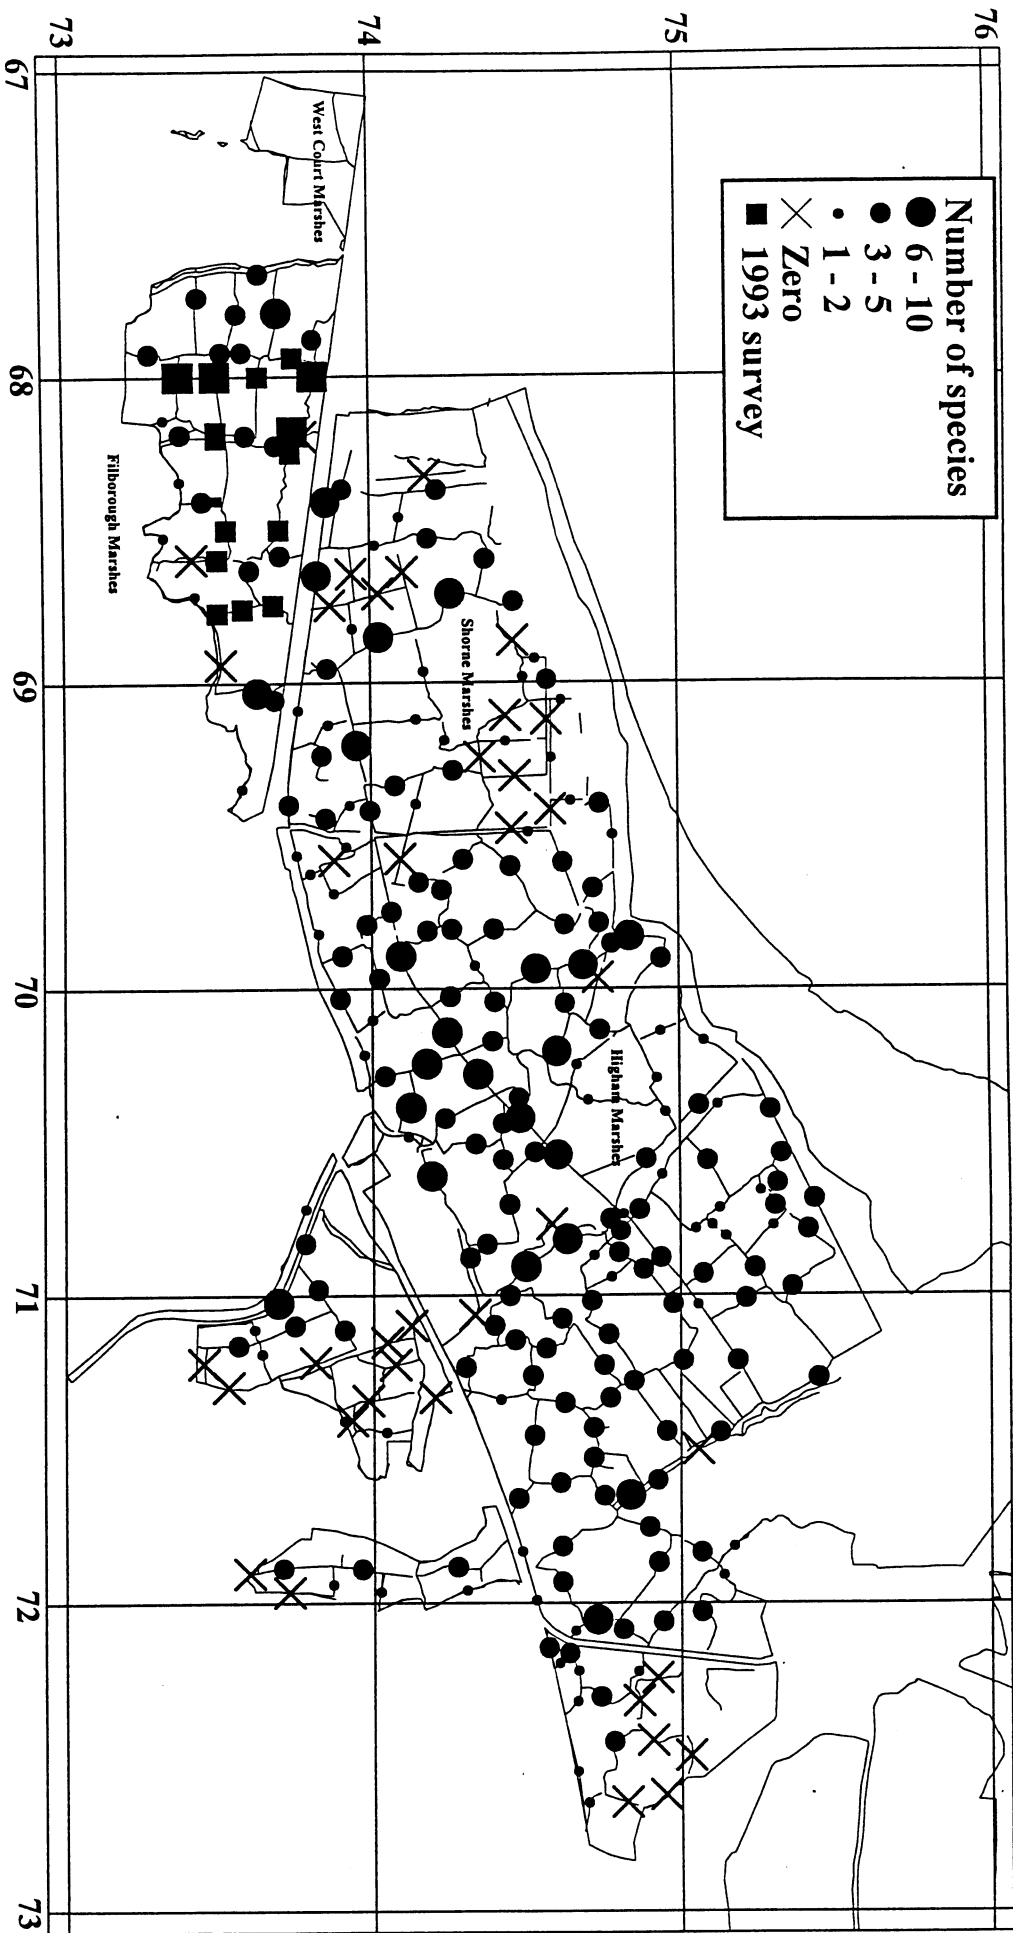 Number of species
6 - 10
3 - 5
1 - 2
Zero
1993 survey
76
75
74
73
67
68
69
70
71
72
73
West Court Marshes
Filborough Marshes
Shorne Marshes
Higham Marshes